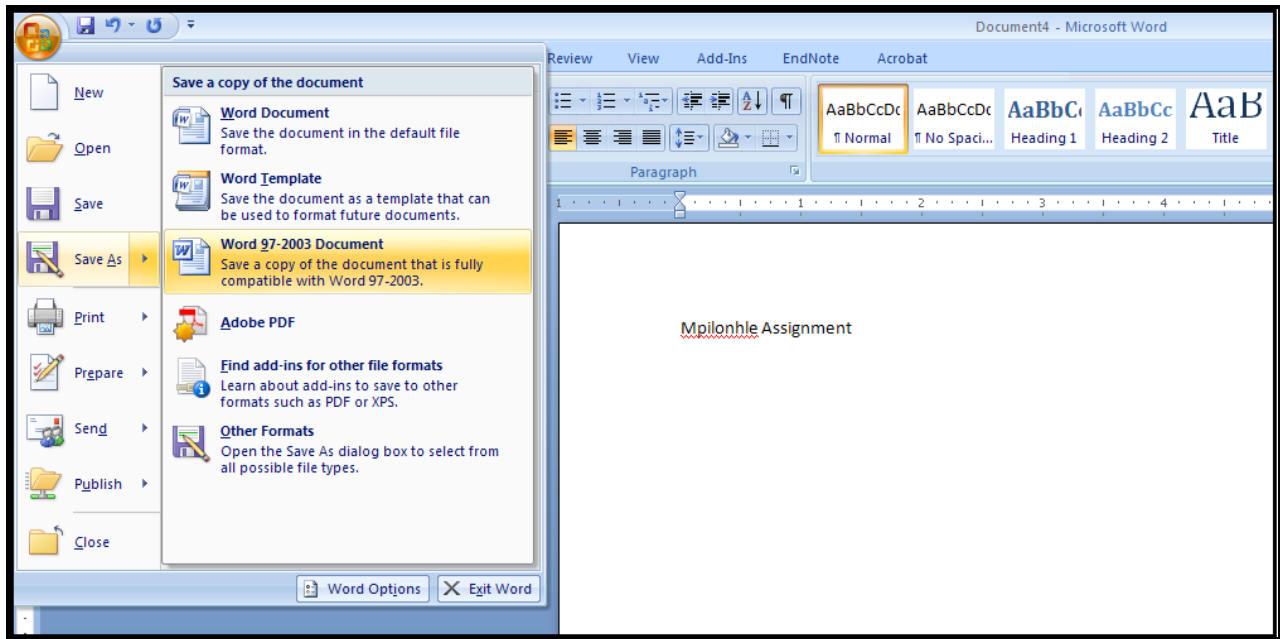 Document4 - Microsoft Word
Review View Add-Ins EndNote Acrobat
New
Open
Save
Save As
Print
Prepare
Send
Publish
Close
Save a copy of the document
Word Document
Save the document in the default file
format.
Word Template
Save the document as a template that can
be used to format future documents.
Word 97-2003 Document
Save a copy of the document that is fully
compatible with Word 97-2003.
Adobe PDF
Find add-ins for other file formats
Learn about add-ins to save to other
formats such as PDF or XPS.
Other Formats
Open the Save As dialog box to select from
all possible file types.
Word Options Exit Word
AaBbCcDc AaBbCcDc AaBbC AaBbCc AaB
¶ Normal ¶ No Spaci... Heading 1 Heading 2 Title
Paragraph
1 1 2 3 4
Mpilonhle Assignment